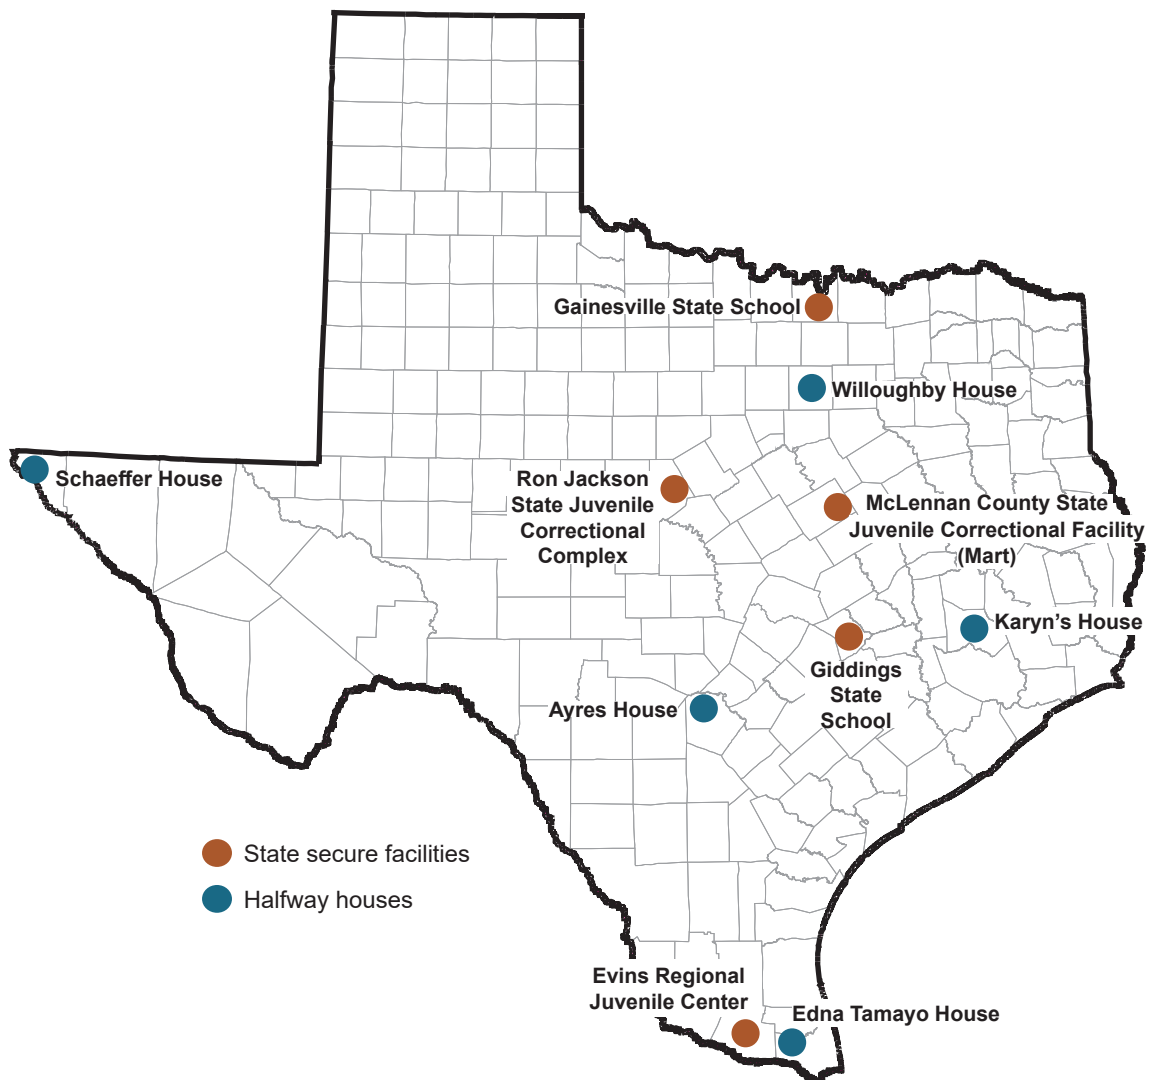 Gainesville State School
Willoughby House
Schaeffer House
Ron Jackson
State Juvenile
Correctional
Complex
McLennan County State
Juvenile Correctional Facility
(Mart)
Karyn’s House
Giddings
State
School
Ayres House
State secure facilities
Halfway houses
Evins Regional
Juvenile Center
Edna Tamayo House